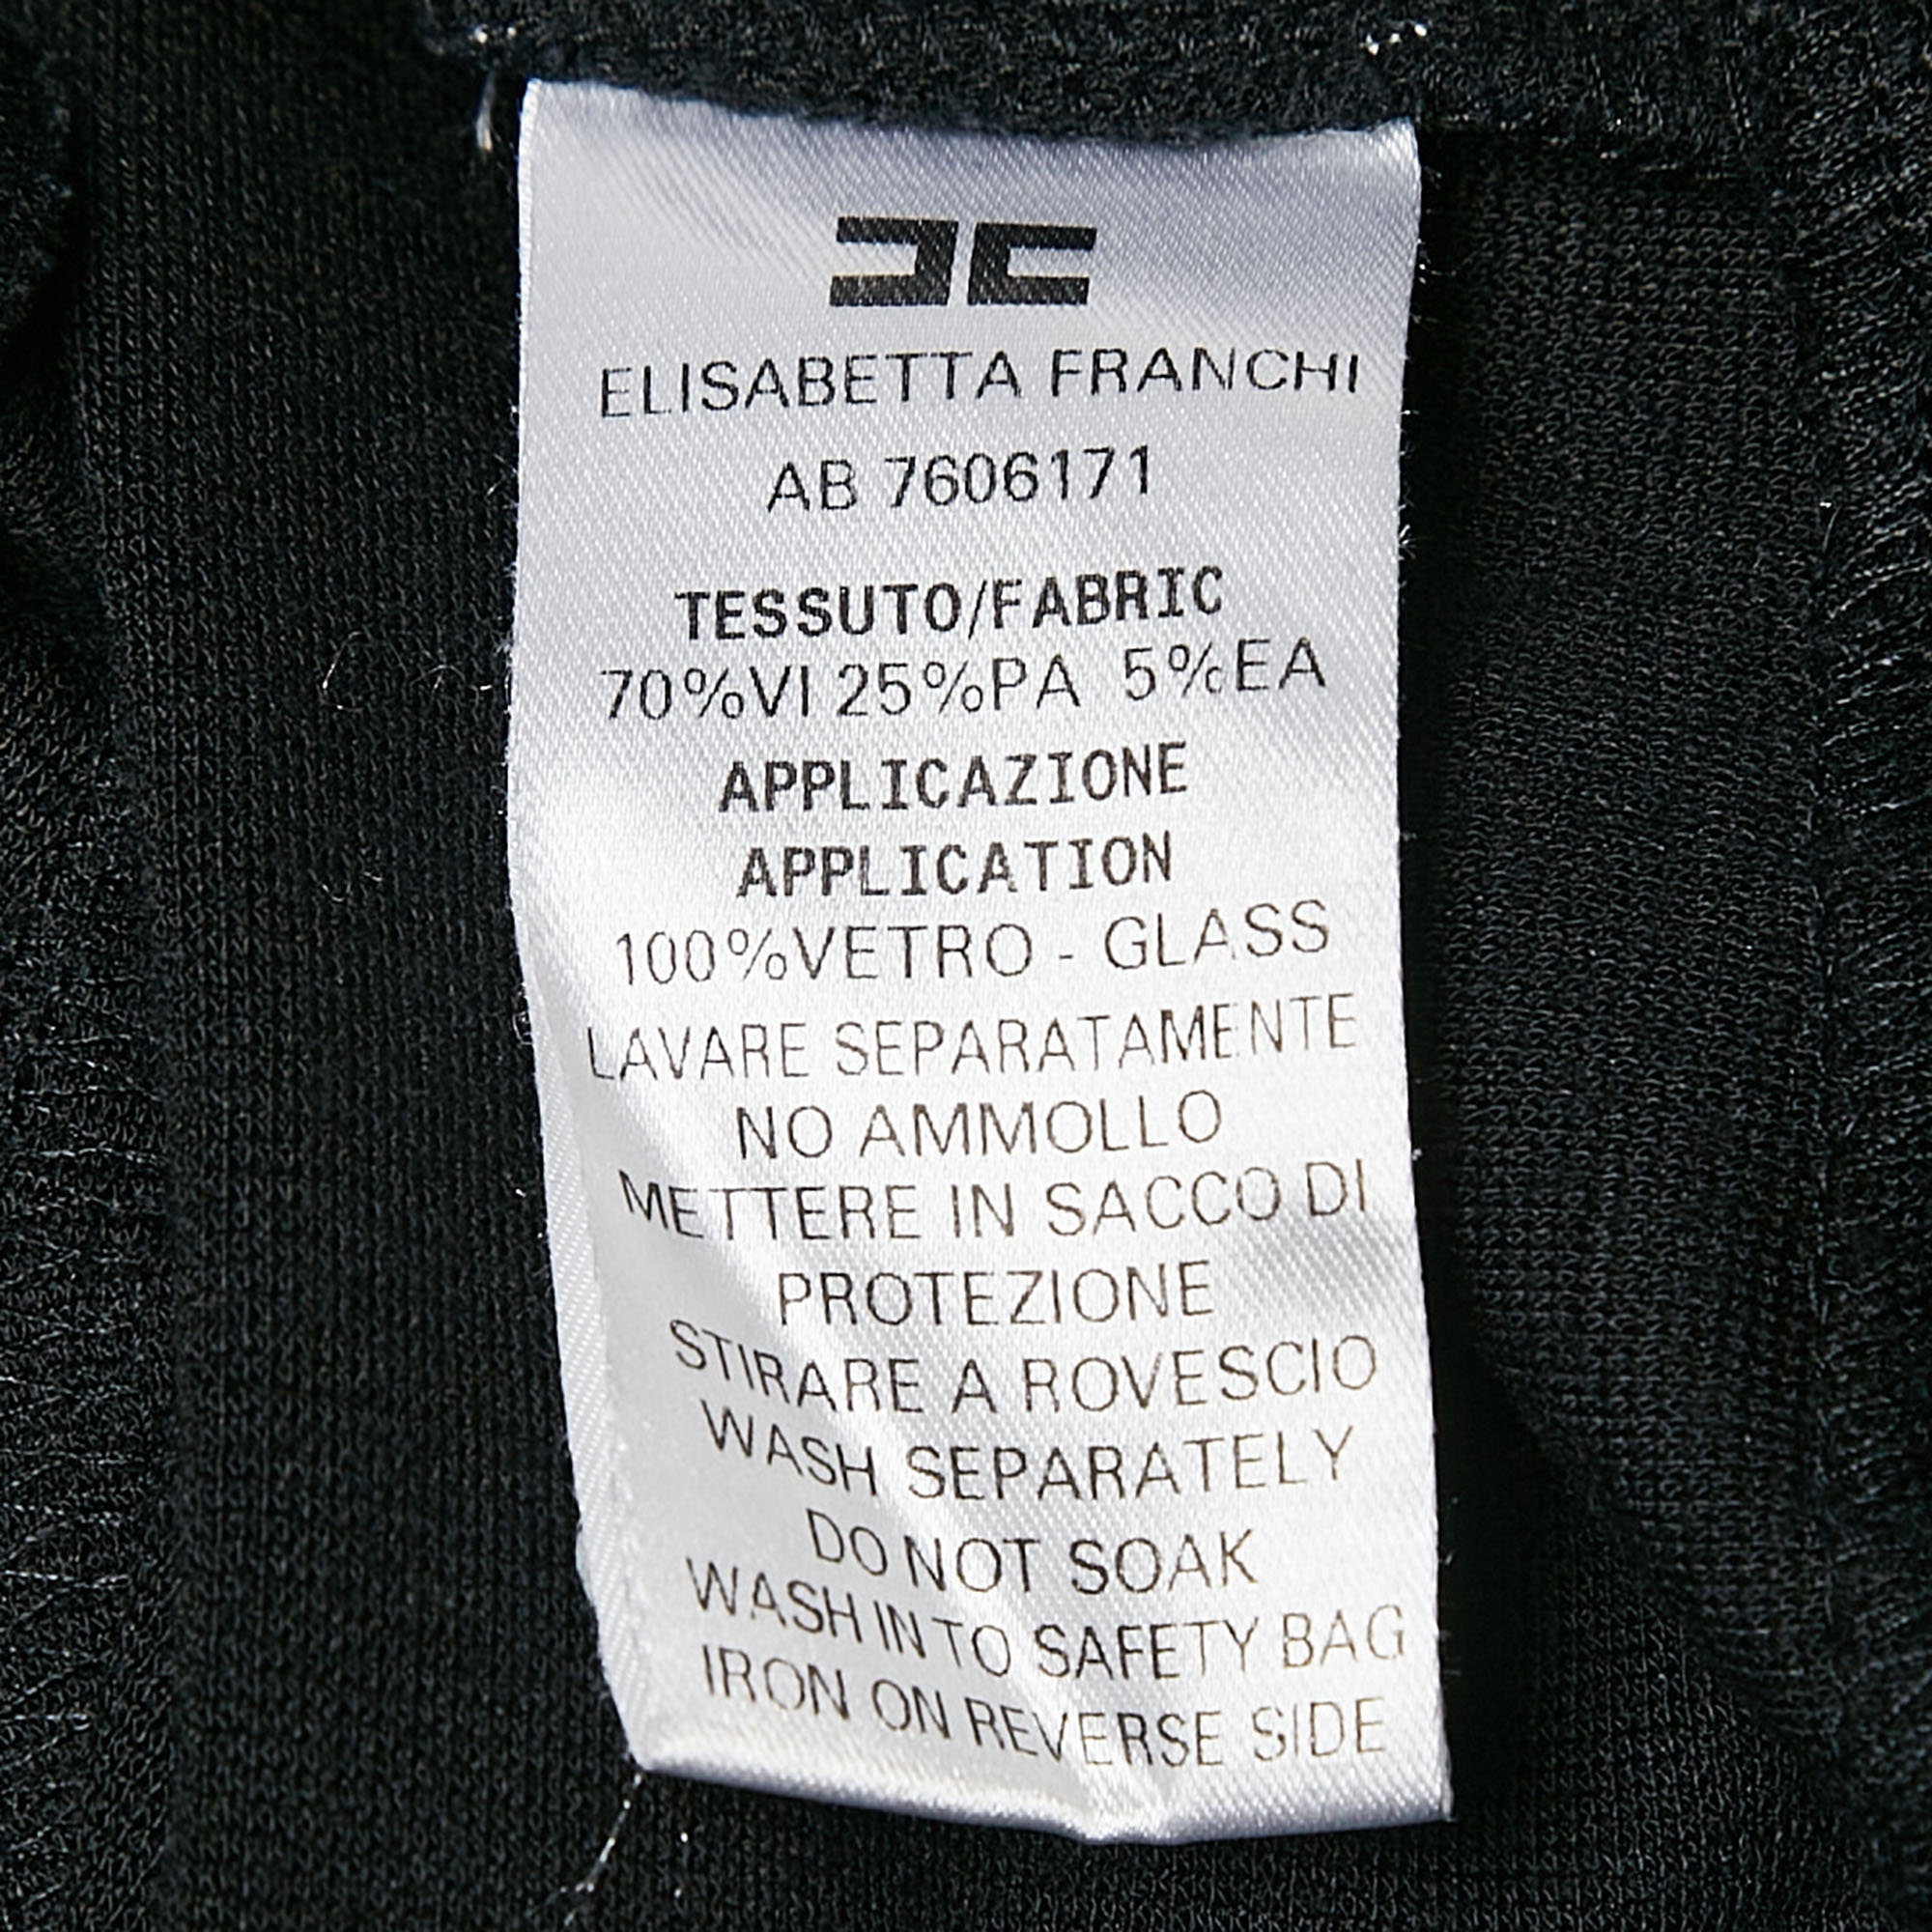 ELISABETTA FRANCHI
AB 7606171
TESSUTO/FABRIC
70%VI 25%PA 5%EA
APPLICAZIONE
APPLICATION
100%VETRO - GLASS
LAVARE SEPARATAMENTE
NO AMMOLLO
METTERE IN SACCO DI
PROTEZIONE
STIRARE A ROVESCIO
WASH SEPARATELY
DO NOT SOAK
WASH IN TO SAFETY BAG
IRON ON REVERSE SIDE